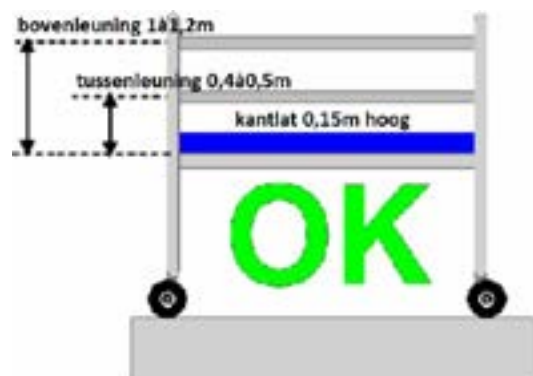 bovenleuning 1à1,2m
tussenleuning 0,4à0,5m
kantlat 0,15m hoog
OK